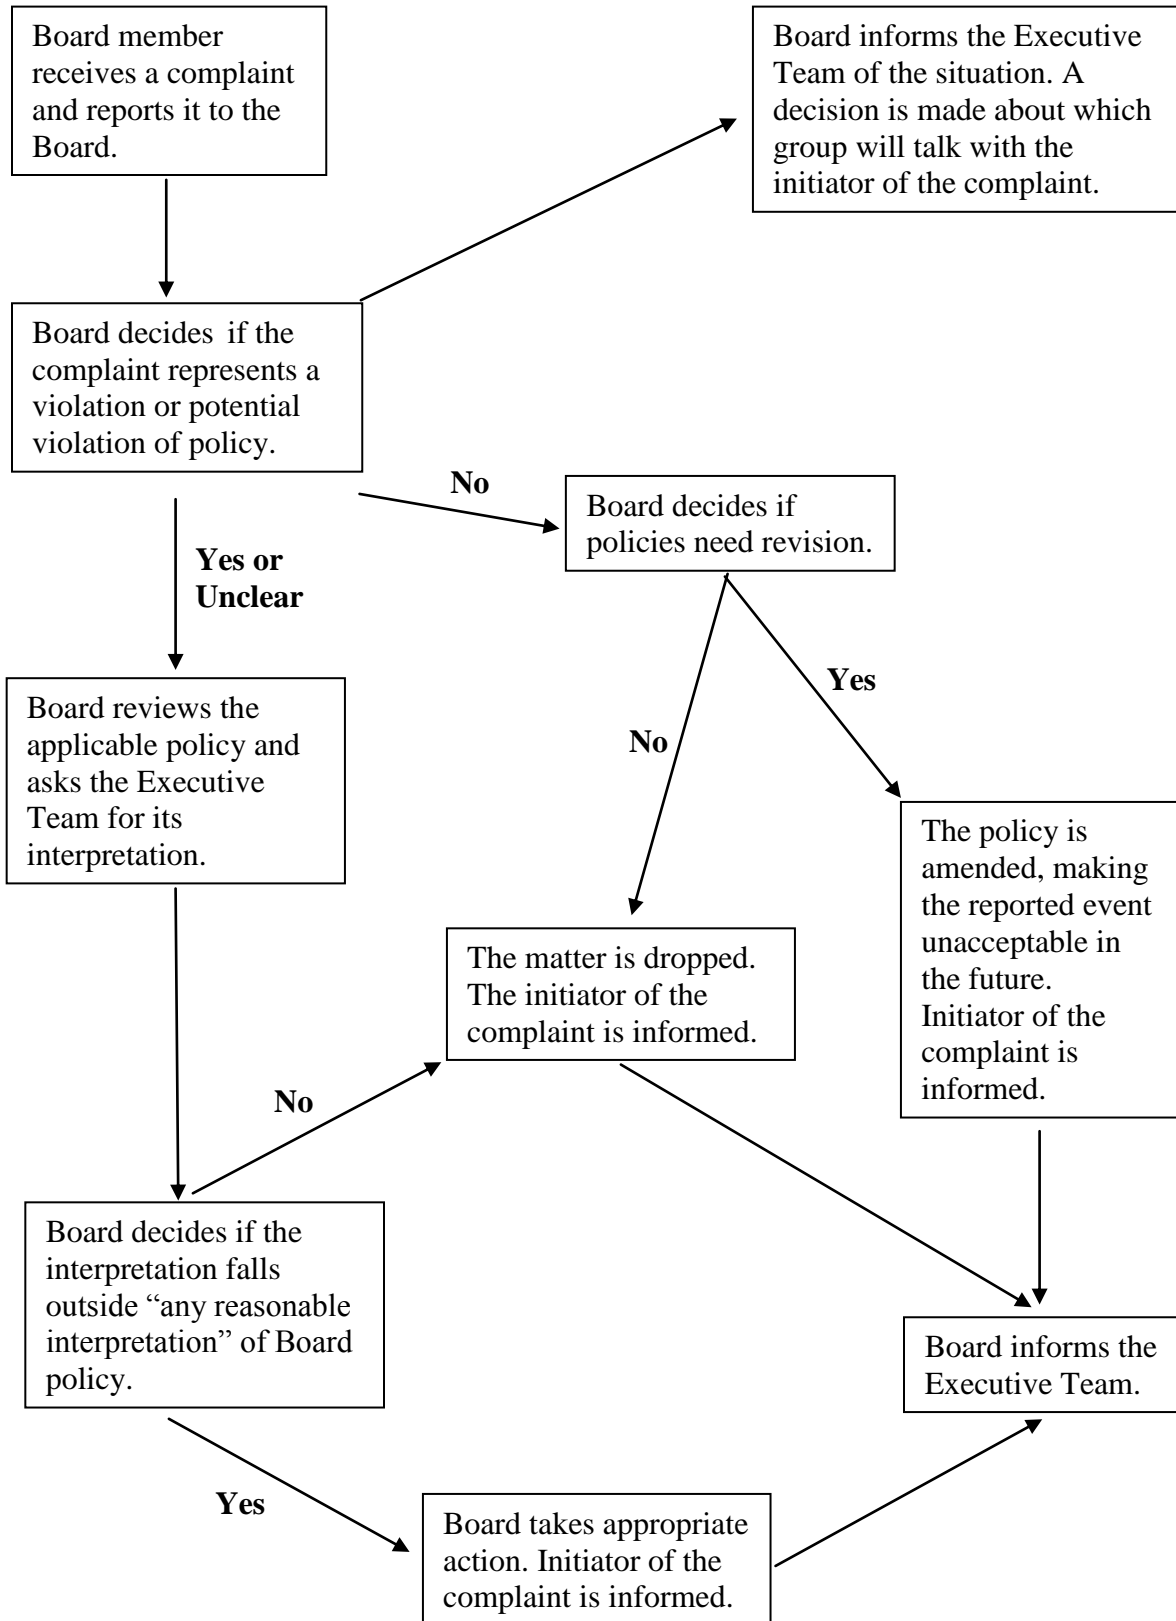 Board member
receives a complaint
and reports it to the
Board.
Board informs the Executive
Team of the situation. A
decision is made about which
group will talk with the
initiator of the complaint.
Board decides if the
complaint represents a
violation or potential
violation of policy.
No
Board decides if
policies need revision.
Yes or
Unclear
Board reviews the
applicable policy and
asks the Executive
Team for its
interpretation.
No
Yes
The policy is
amended, making
the reported event
unacceptable in
the future.
Initiator of the
complaint is
informed.
The matter is dropped.
The initiator of the
complaint is informed.
No
Board decides if the
interpretation falls
outside “any reasonable
interpretation” of Board
policy.
Board informs the
Executive Team.
Yes
Board takes appropriate
action. Initiator of the
complaint is informed.